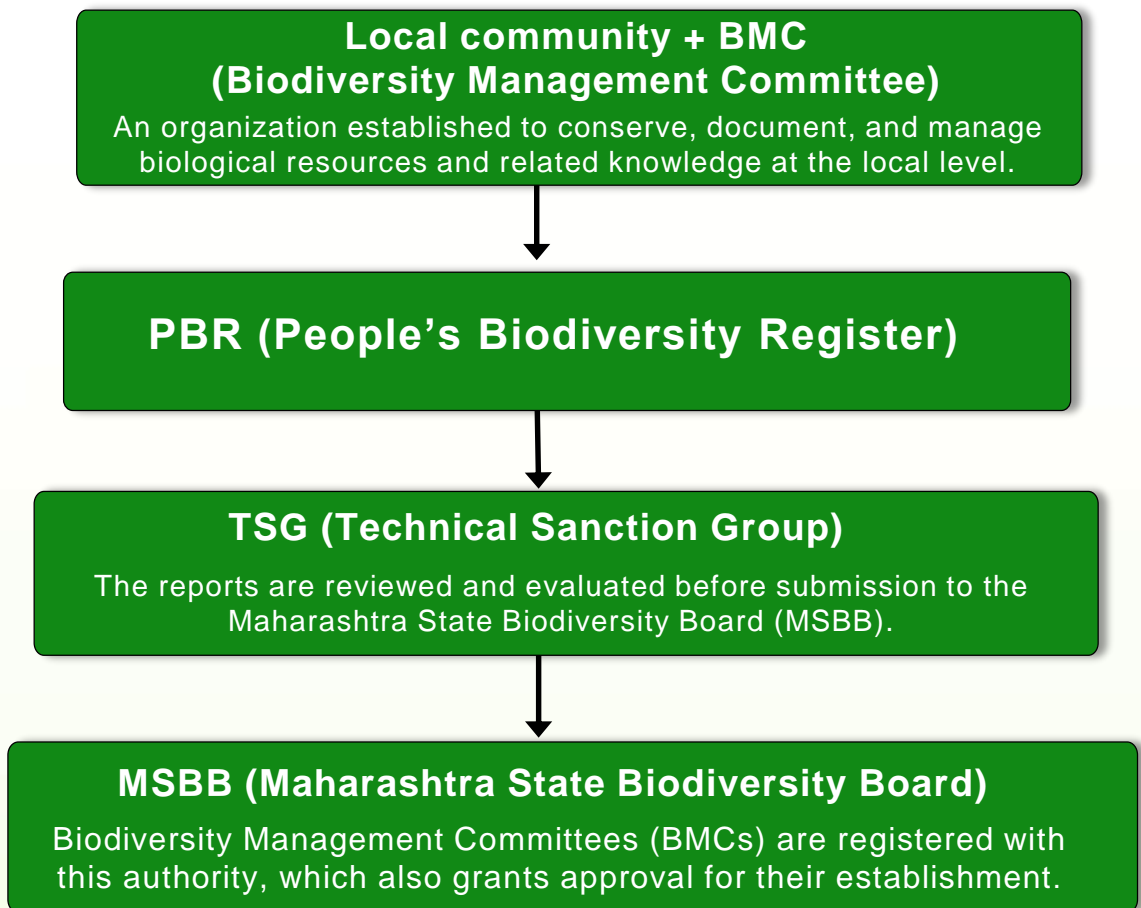 Local community + BMC
(Biodiversity Management Committee)
An organization established to conserve, document, and manage
biological resources and related knowledge at the local level.
PBR (People’s Biodiversity Register)
TSG (Technical Sanction Group)
The reports are reviewed and evaluated before submission to the
Maharashtra State Biodiversity Board (MSBB).
MSBB (Maharashtra State Biodiversity Board)
Biodiversity Management Committees (BMCs) are registered with
this authority, which also grants approval for their establishment.